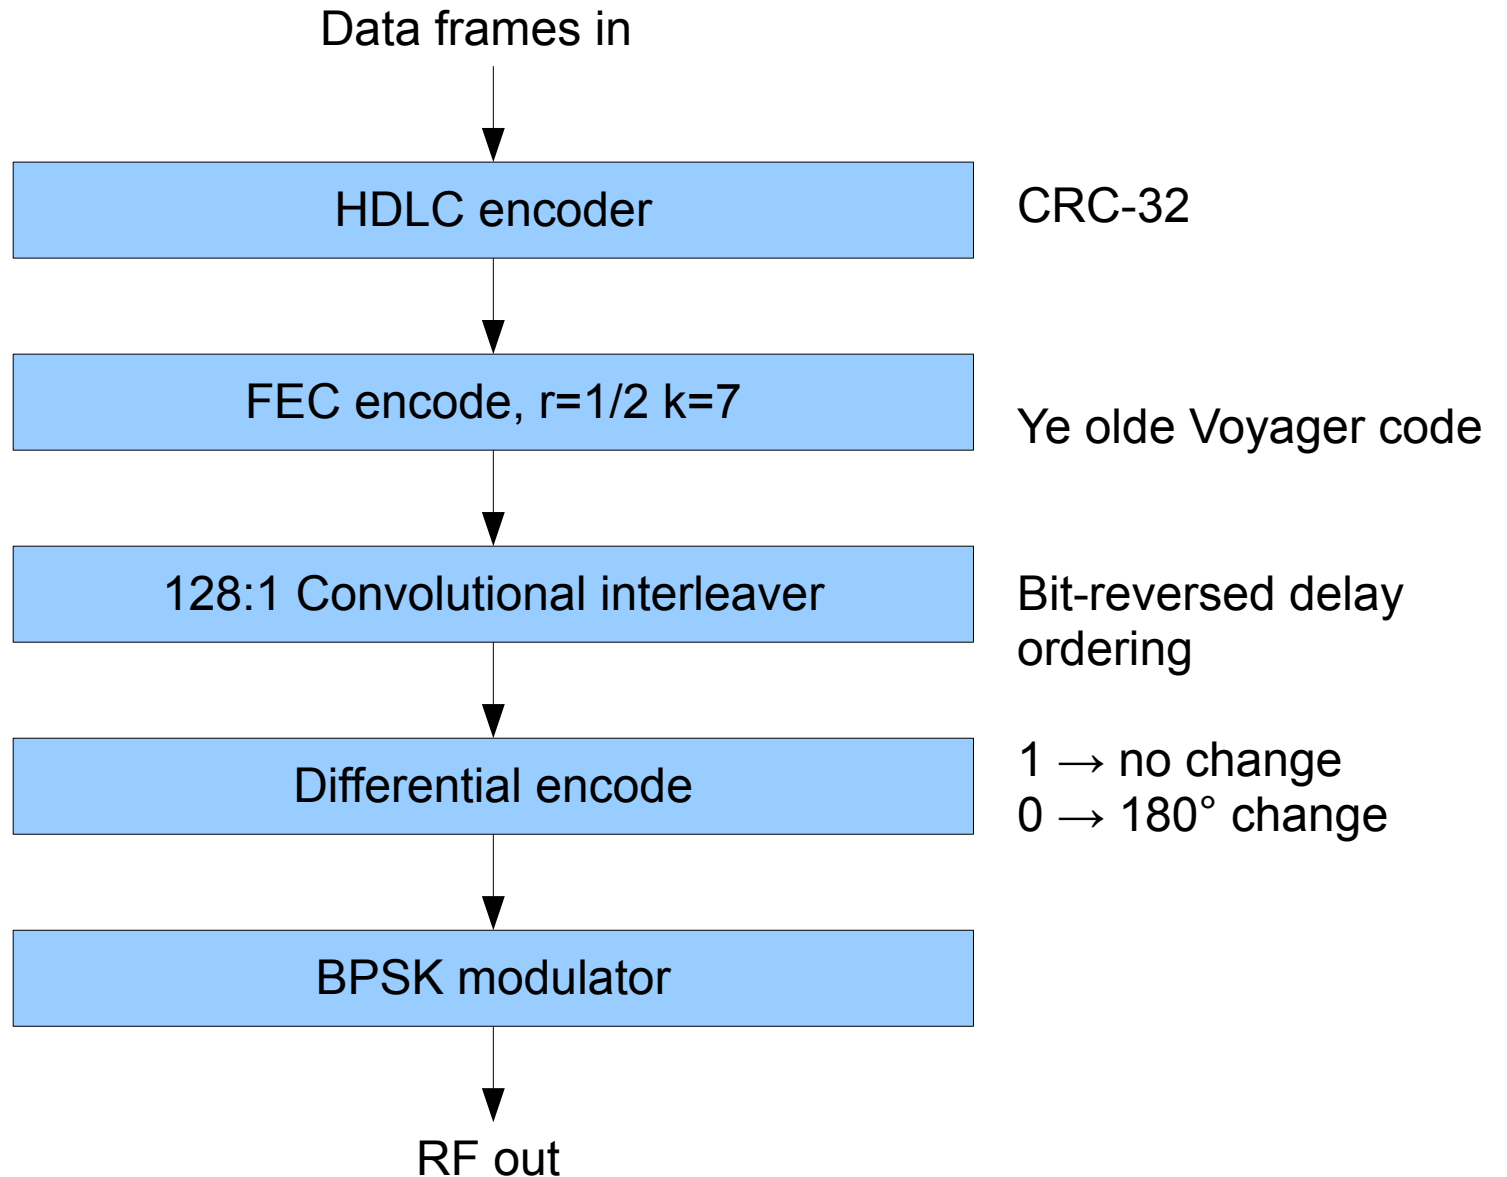 Data frames in
HDLC encoder
CRC-32
FEC encode, r=1/2 k=7
Ye olde Voyager code
128:1 Convolutional interleaver
Bit-reversed delay
ordering
Differential encode
1 → no change
0 → 180° change
BPSK modulator
RF out